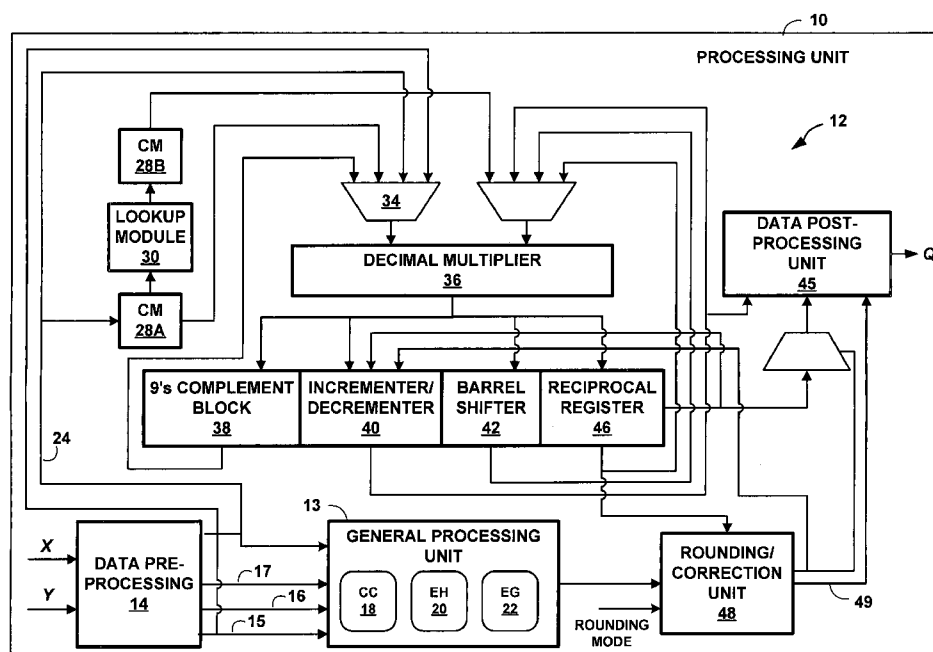 10
PROCESSING UNIT
12
CM
28B
LOOKUP
MODULE
30
CM
28A
34
DECIMAL MULTIPLIER
36
DATA POST-
PROCESSING
UNIT
45
Q
9's COMPLEMENT
BLOCK
38
INCREMENTER/
DECREMENTER
40
BARREL
SHIFTER
42
RECIPROCAL
REGISTER
46
24
13
X
Y
DATA PRE-
PROCESSING
14
17
16
15
GENERAL PROCESSING
UNIT
CC
18
EH
20
EG
22
ROUNDING
MODE
ROUNDING/
CORRECTION
UNIT
48
49